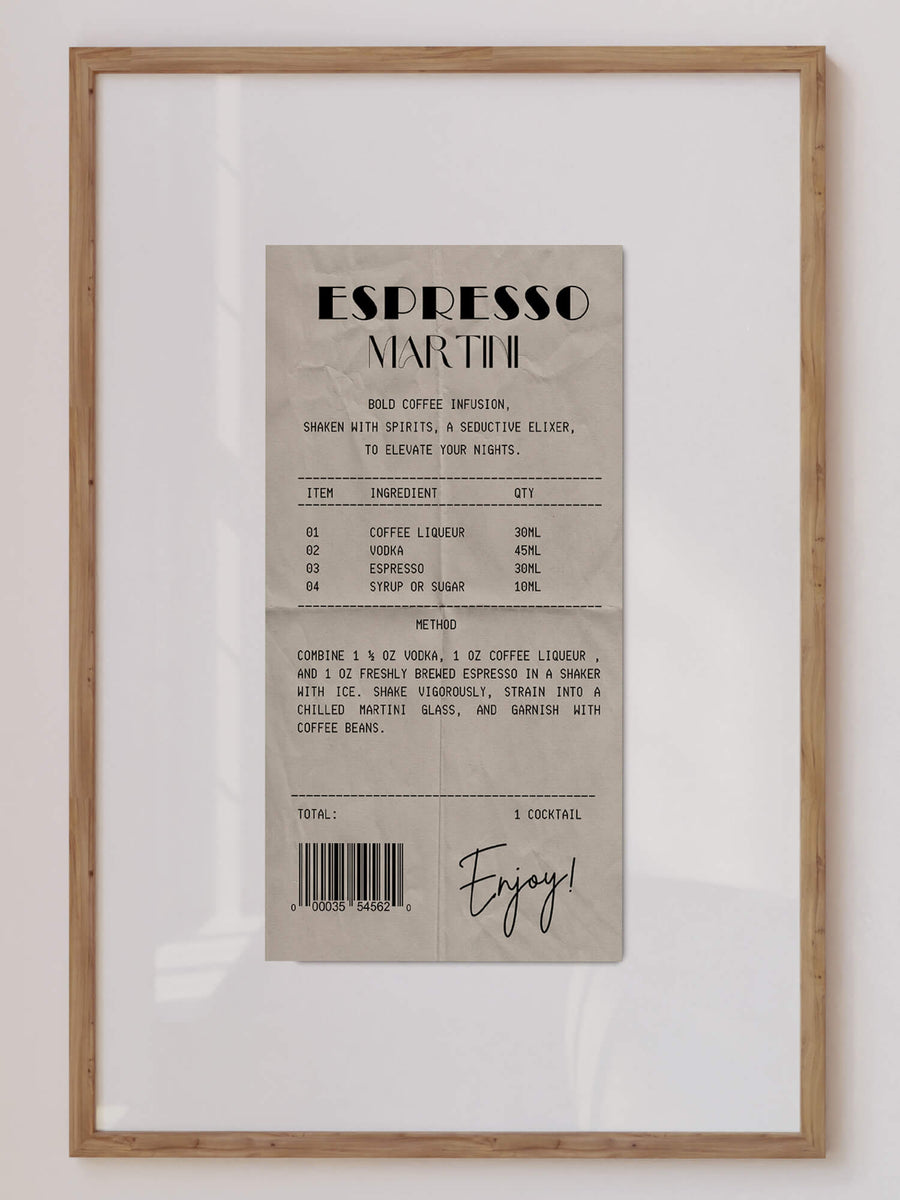 ESPRESSO
MARTINI
BOLD COFFEE INFUSION,
SHAKEN WITH SPIRITS, A SEDUCTIVE ELIXER,
TO ELEVATE YOUR NIGHTS.
ITEM INGREDIENT QTY
01 COFFEE LIQUEUR 30ML
02 VODKA 45ML
03 ESPRESSO 30ML
04 SYRUP OR SUGAR 10ML
METHOD
COMBINE 1 ½ OZ VODKA, 1 OZ COFFEE LIQUEUR ,
AND 1 OZ FRESHLY BREWED ESPRESSO IN A SHAKER
WITH ICE. SHAKE VIGOROUSLY, STRAIN INTO A
CHILLED MARTINI GLASS, AND GARNISH WITH
COFFEE BEANS.
TOTAL: 1 COCKTAIL
0 00035 54562 0
Enjoy!